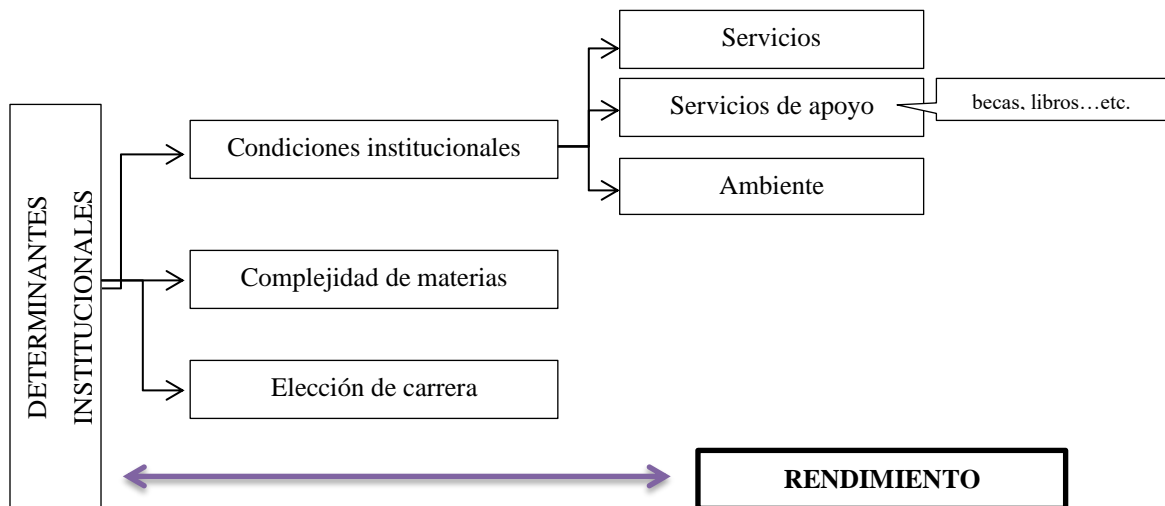 DETERMINANTES
INSTITUCIONALES
Condiciones institucionales
Servicios
Servicios de apoyo
becas, libros…etc.
Ambiente
Complejidad de materias
Elección de carrera
RENDIMIENTO